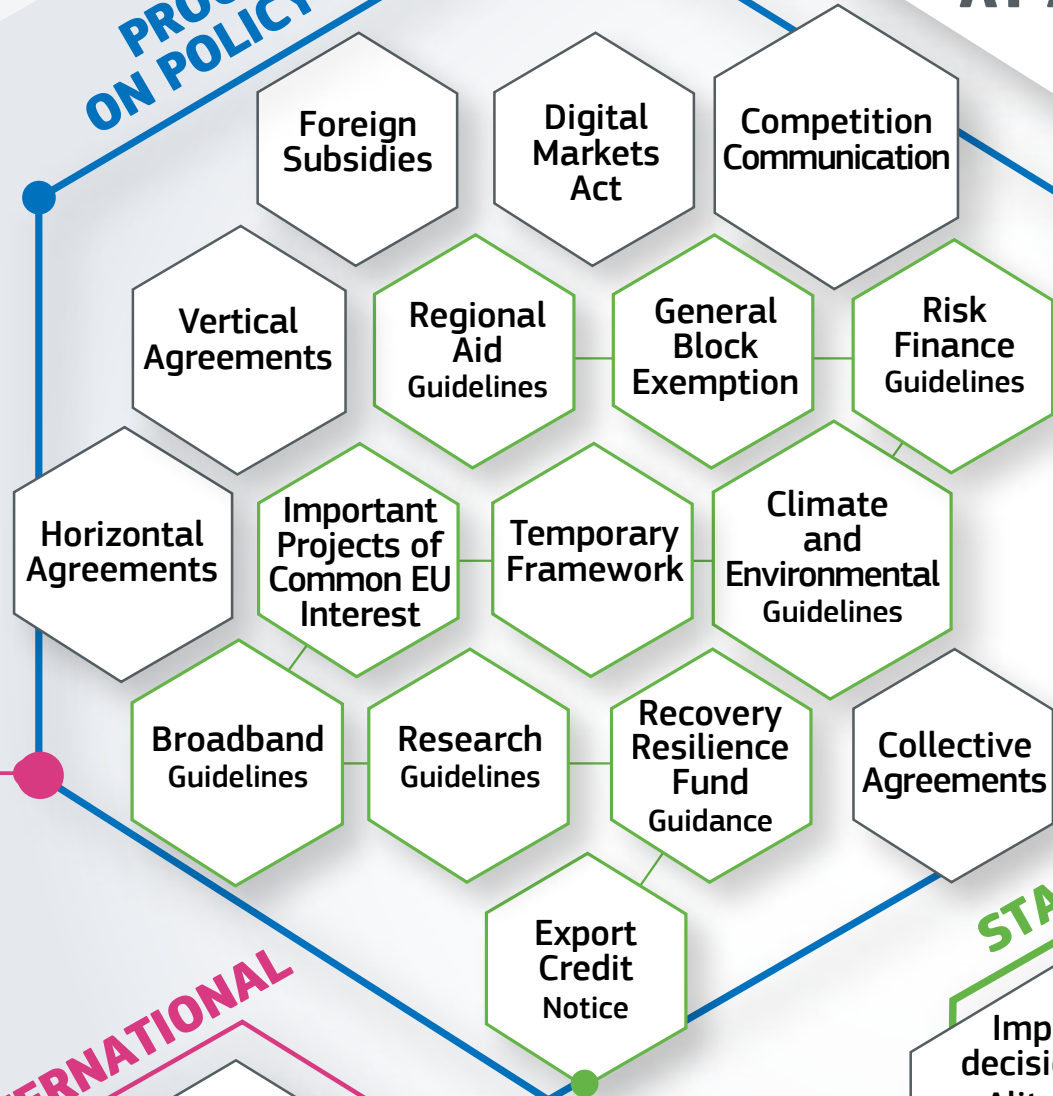 ON POLICY
Foreign
Subsidies
Digital
Markets
Act
Competition
Communication
Vertical
Agreements
Regional
Aid
Guidelines
General
Block
Exemption
Risk
Finance
Guidelines
Horizontal
Agreements
Important
Projects of
Common EU
Interest
Temporary
Framework
Climate
and
Environmental
Guidelines
Broadband
Guidelines
Research
Guidelines
Recovery
Resilience
Fund
Guidance
Collective
Agreements
Export
Credit
Notice